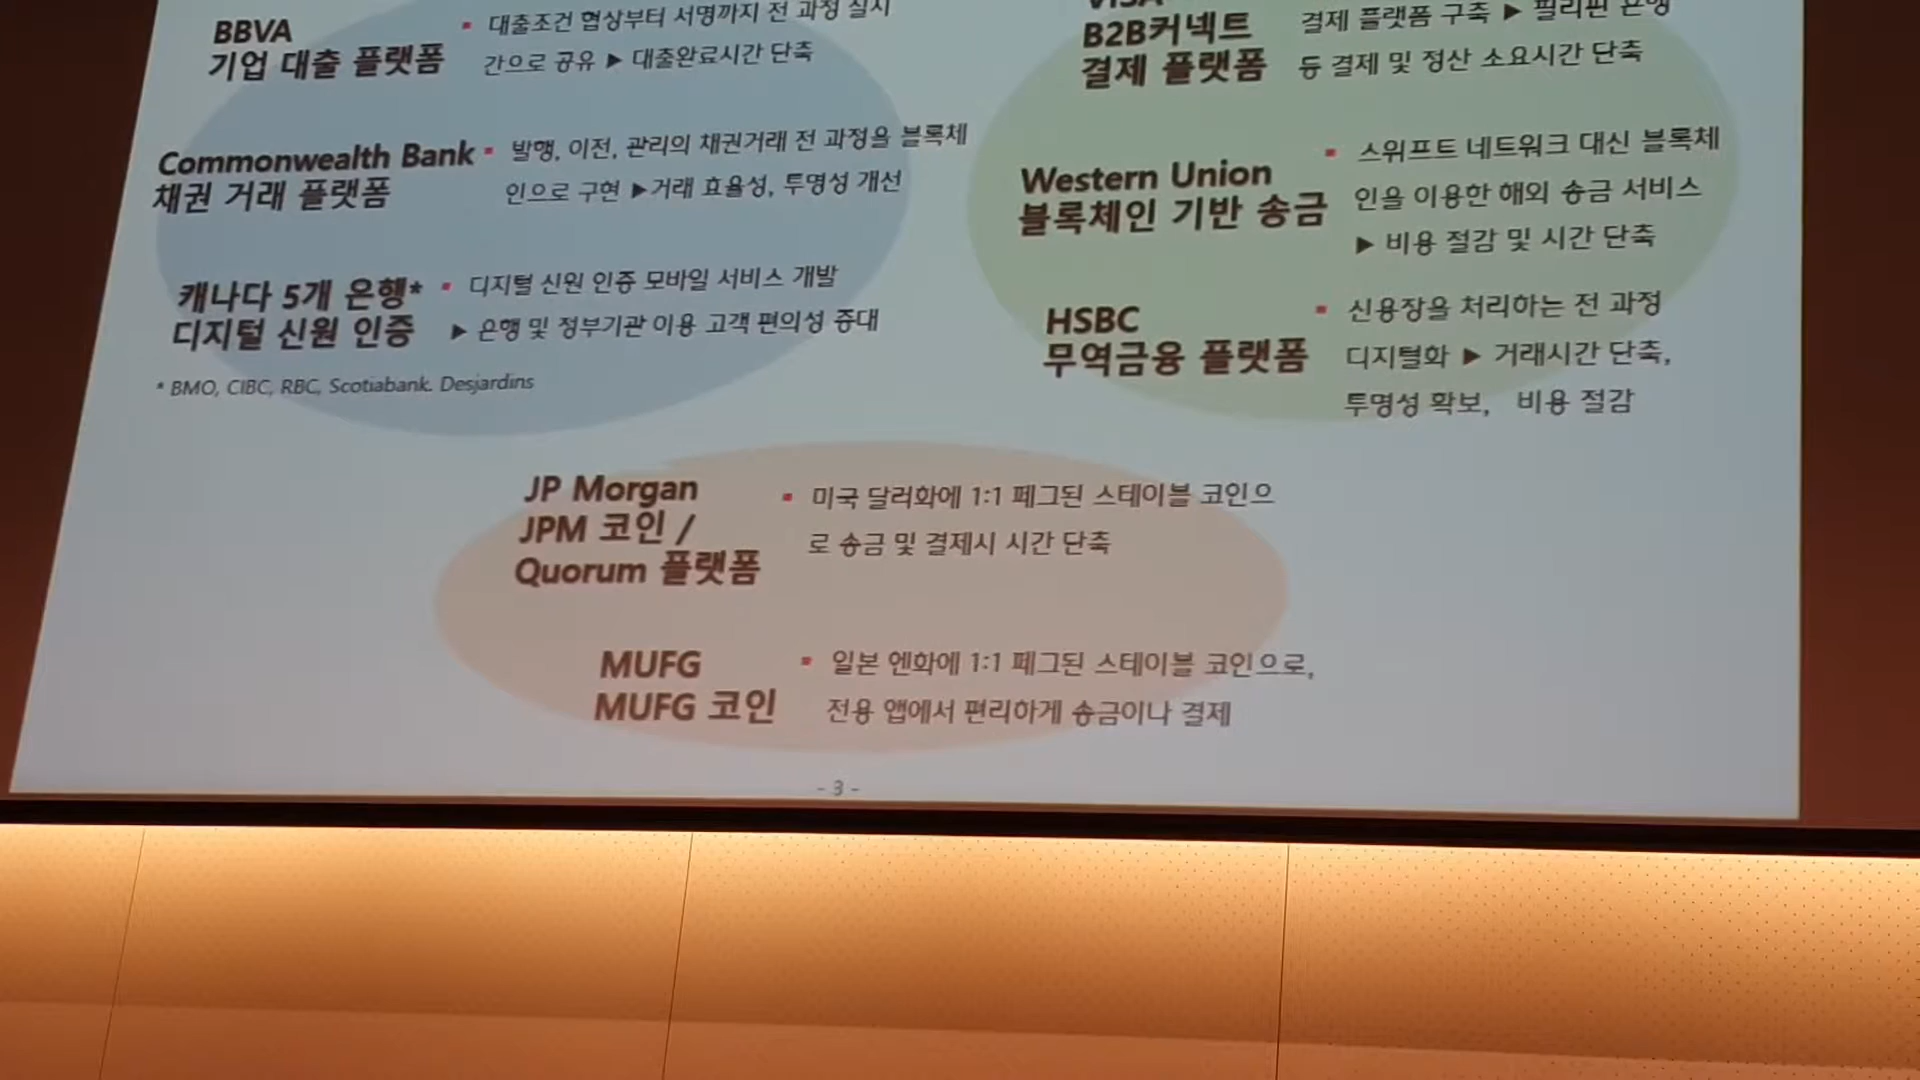 BBVA
기업 대출 플랫폼
▪ 대출조건 협상부터 서명까지 전 과정 실시
간으로 공유 ▶ 대출완료시간 단축
Commonwealth Bank
채권 거래 플랫폼
▪ 발행, 이전, 관리의 채권거래 전 과정을 블록체
인으로 구현 ▶거래 효율성, 투명성 개선
캐나다 5개 은행*
디지털 신원 인증
▪ 디지털 신원 인증 모바일 서비스 개발
▶ 은행 및 정부기관 이용 고객 편의성 증대
* BMO, CIBC, RBC, Scotiabank. Desjardins
VISA
B2B커넥트
결제 플랫폼
결제 플랫폼 구축 ▶ 필리핀 은행
등 결제 및 정산 소요시간 단축
Western Union
블록체인 기반 송금
▪ 스위프트 네트워크 대신 블록체
인을 이용한 해외 송금 서비스
▶ 비용 절감 및 시간 단축
HSBC
무역금융 플랫폼
▪ 신용장을 처리하는 전 과정
디지털화 ▶ 거래시간 단축,
투명성 확보, 비용 절감
JP Morgan
JPM 코인 /
Quorum 플랫폼
▪ 미국 달러화에 1:1 페그된 스테이블 코인으
로 송금 및 결제시 시간 단축
MUFG
MUFG 코인
▪ 일본 엔화에 1:1 페그된 스테이블 코인으로,
전용 앱에서 편리하게 송금이나 결제
- 3 -